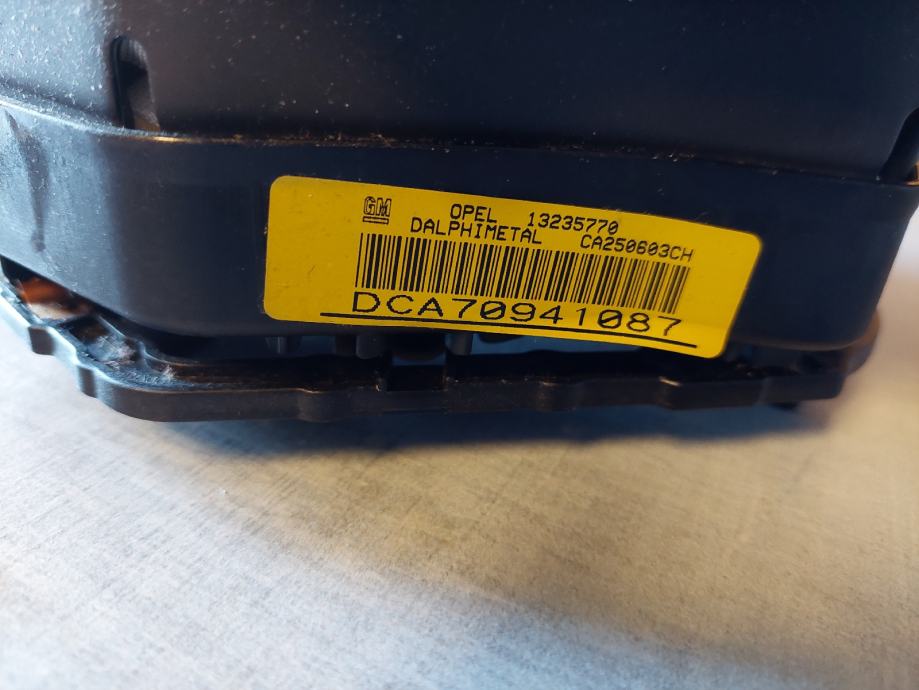 GM OPEL 13235770
DALPHIMETAL CA250603CH
DCA70941087